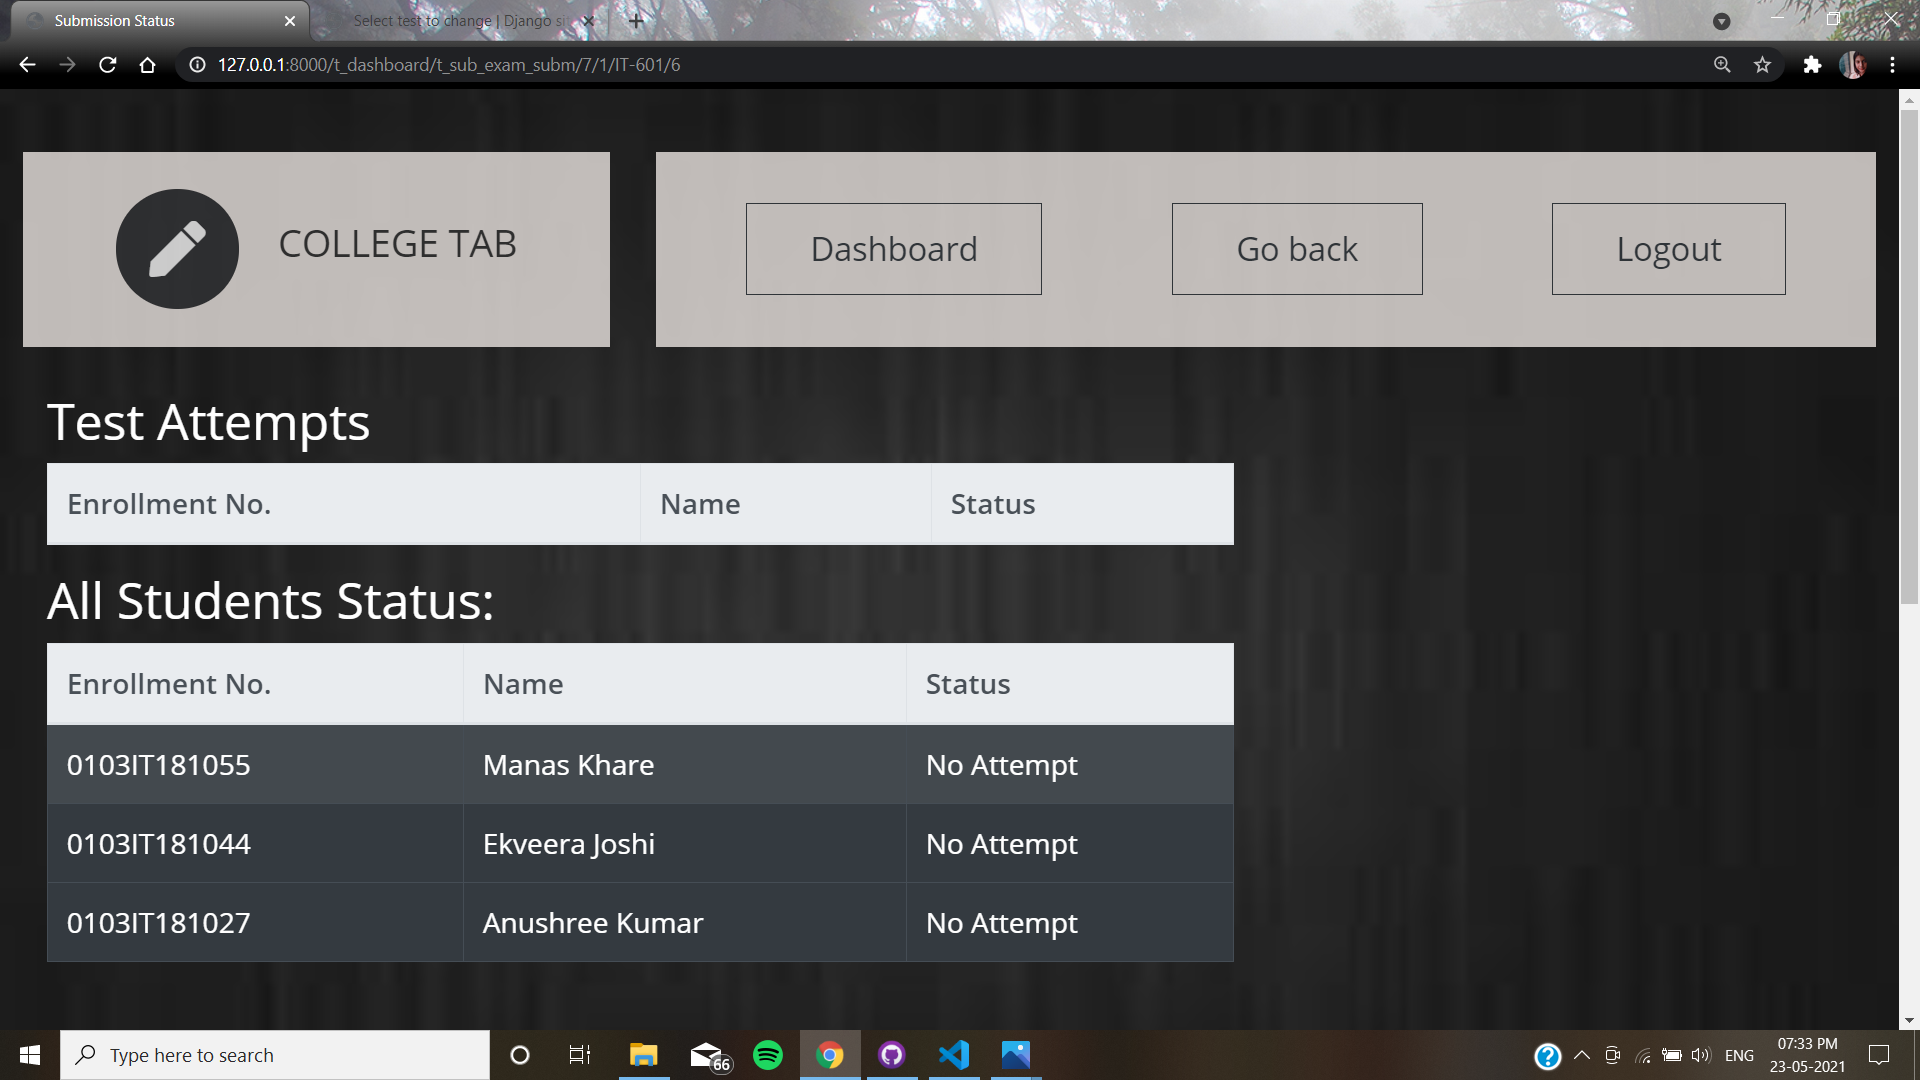 Submission Status
Select test to change | Django si
127.0.0.1:8000/t_dashboard/t_sub_exam_subm/7/1/IT-601/6
COLLEGE TAB
Dashboard
Go back
Logout
Test Attempts
Enrollment No. Name Status
All Students Status:
Enrollment No. Name Status
0103IT181055 Manas Khare No Attempt
0103IT181044 Ekveera Joshi No Attempt
0103IT181027 Anushree Kumar No Attempt
Type here to search
66
ENG
07:33 PM
23-05-2021